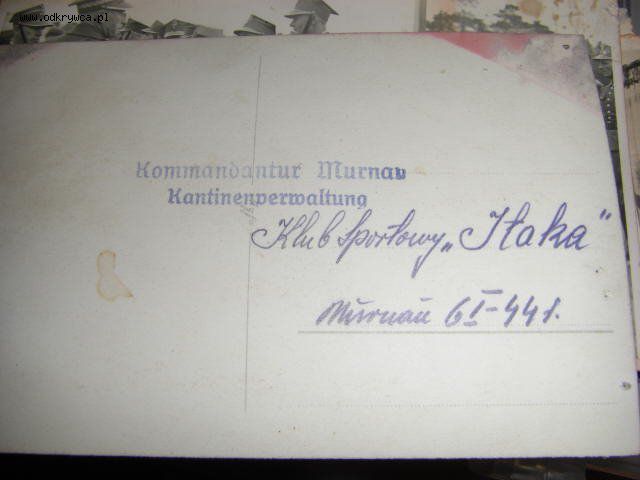 www.odkrywca.pl
Kommandantur Murnau
Kantinenverwaltung
Klub Sportowy „Itaka”
Murnau 6 I - 44 r.